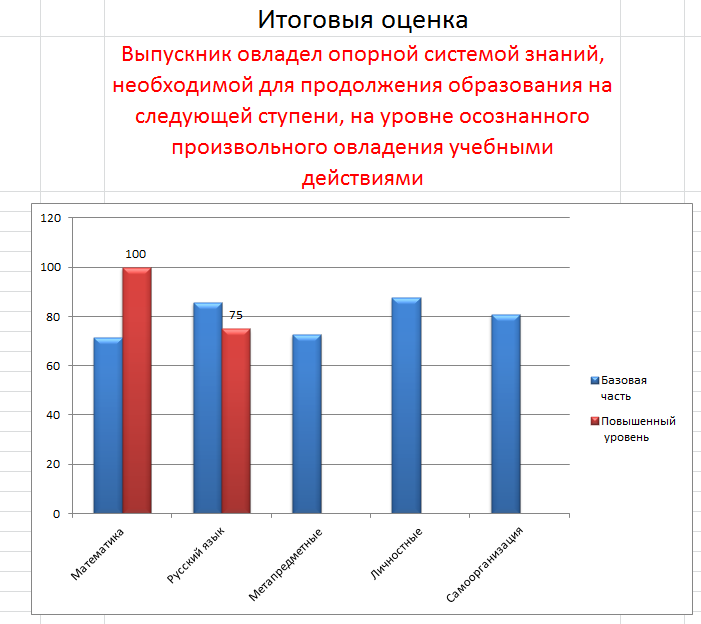 Итоговыя оценка
Выпускник овладел опорной системой знаний,
необходимой для продолжения образования на
следующей ступени, на уровне осознанного
произвольного овладения учебными
действиями
120
100
80
60
40
20
0
100
75
Математика
Русский язык
Метапредметные
Личностные
Самоорганизация
Базовая
часть
Повышенный
уровень